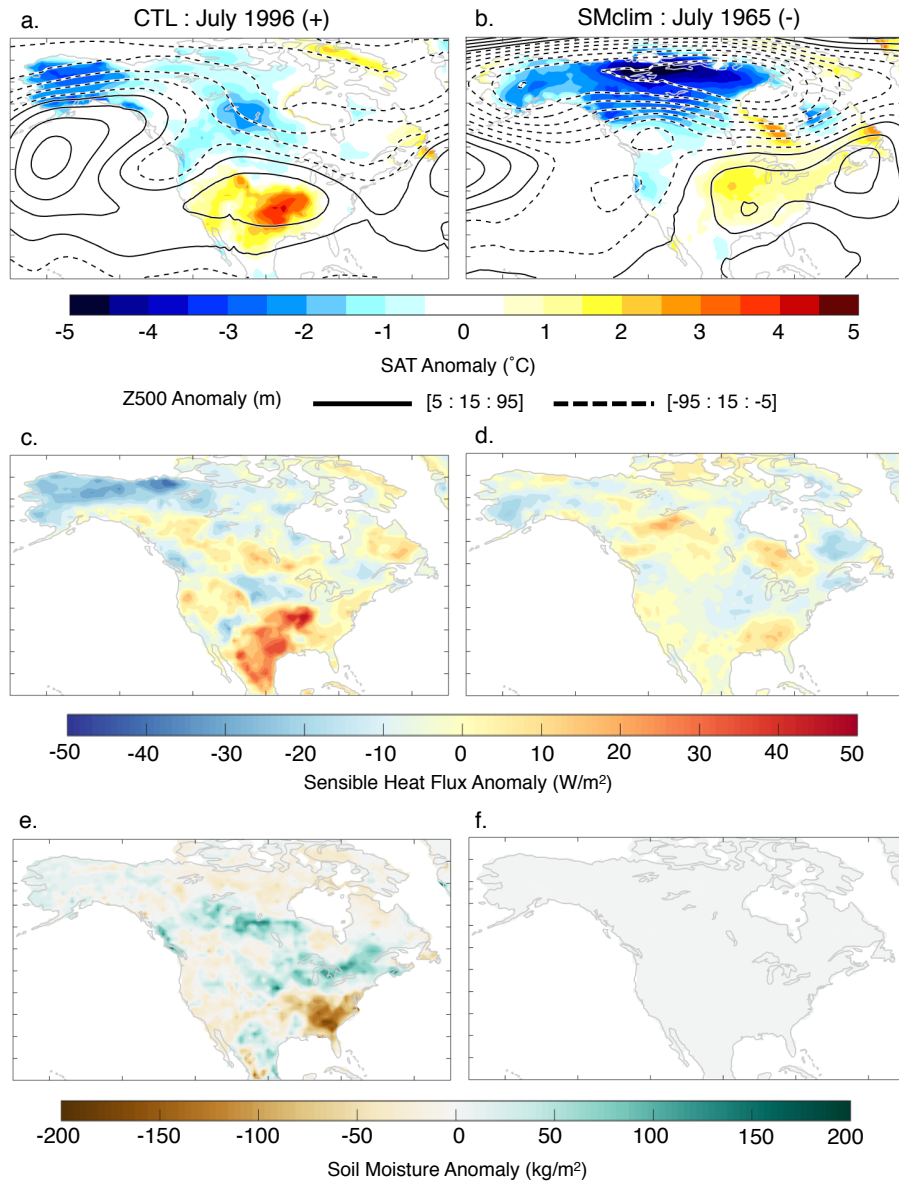 a. CTL : July 1996 (+)
b. SMclim : July 1965 (-)
-5 -4 -3 -2 -1 0 1 2 3 4 5
SAT Anomaly (˚C)
Z500 Anomaly (m) [5 : 15 : 95] [-95 : 15 : -5]
c. d.
-50 -40 -30 -20 -10 0 10 20 30 40 50
Sensible Heat Flux Anomaly (W/m²)
e. f.
-200 -150 -100 -50 0 50 100 150 200
Soil Moisture Anomaly (kg/m²)